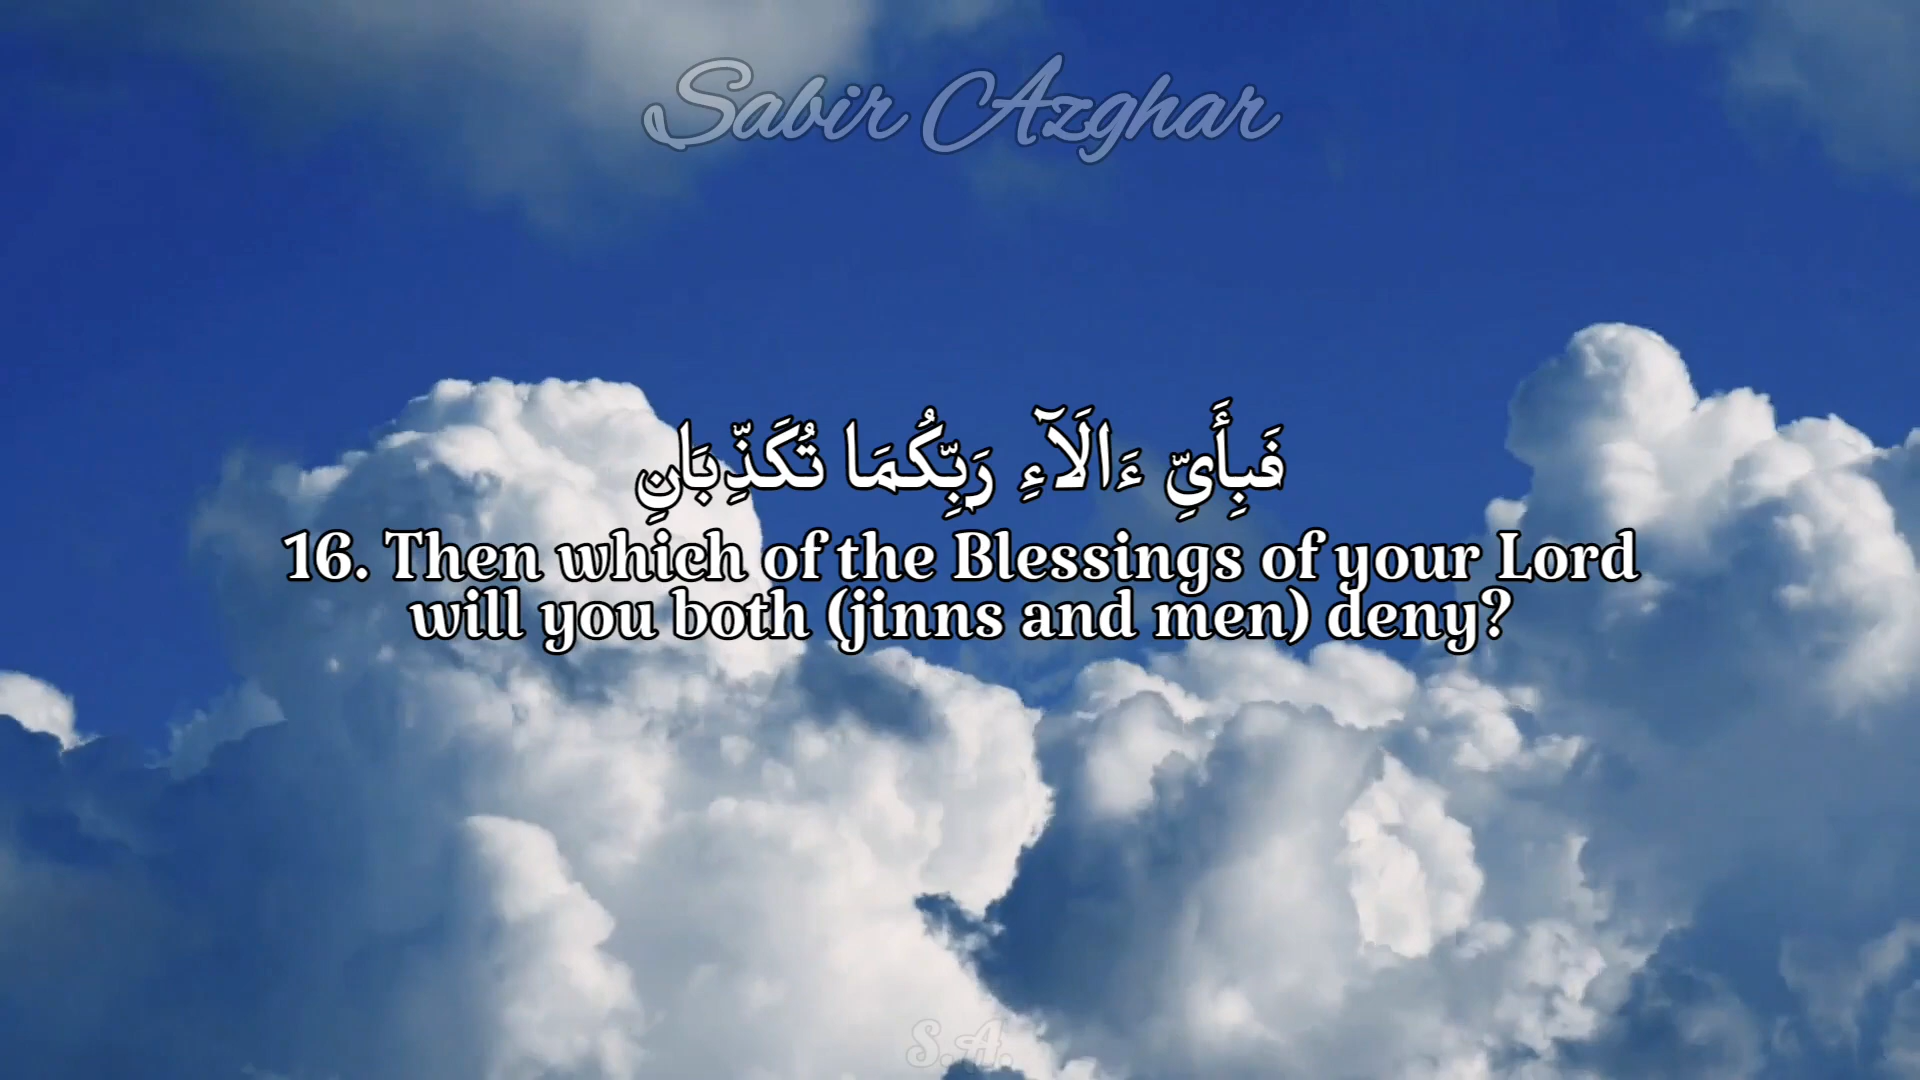 Sabir Azghar
فَبِأَيِّ ءَالَآءِ رَبِّكُمَا تُكَذِّبَانِ
16. Then which of the Blessings of your Lord
will you both (jinns and men) deny?
S.A.